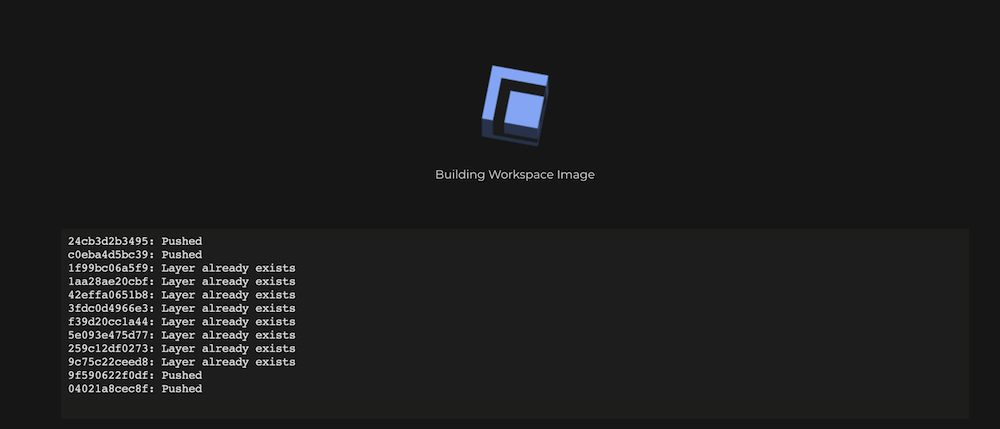 Building Workspace Image
24cb3d2b3495: Pushed
c0eba4d5bc39: Pushed
1f99bc06a5f9: Layer already exists
1aa28ae20cbf: Layer already exists
42effa0651b8: Layer already exists
3fdc0d4966e3: Layer already exists
f39d20cc1a44: Layer already exists
5e093e475d77: Layer already exists
259c12df0273: Layer already exists
9c75c22ceed8: Layer already exists
9f590622f0df: Pushed
04021a8cec8f: Pushed